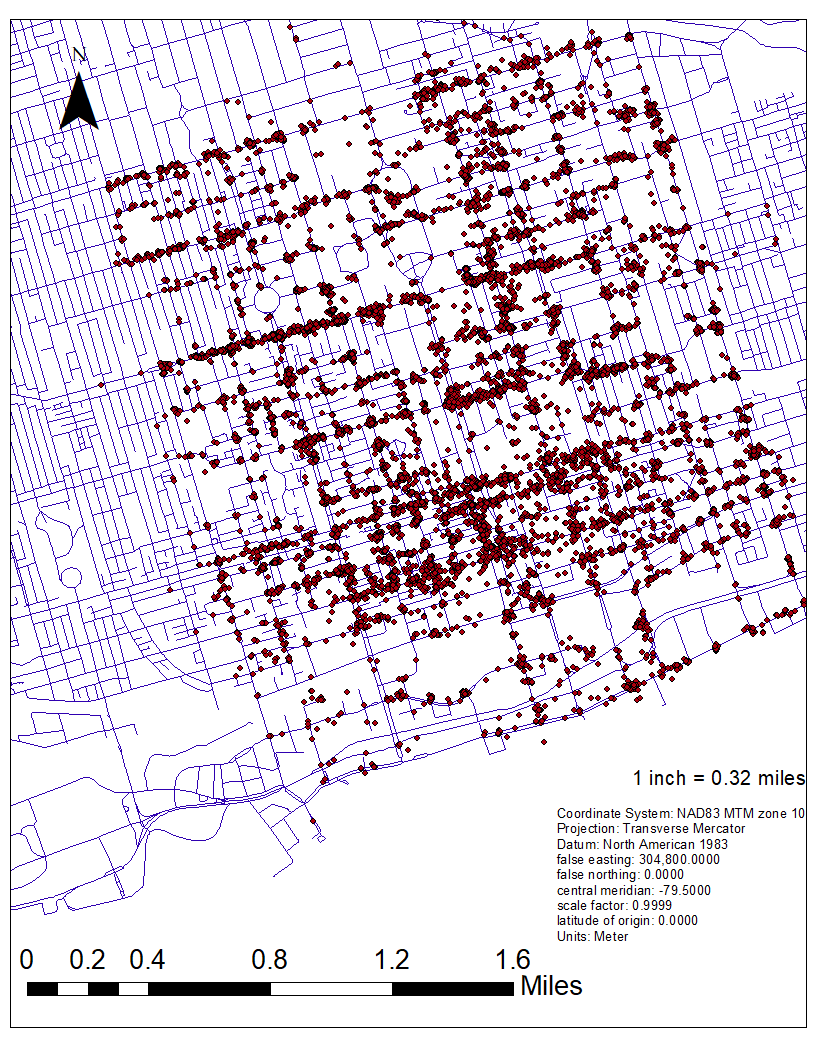 N
1 inch = 0.32 miles
Coordinate System: NAD83 MTM zone 10
Projection: Transverse Mercator
Datum: North American 1983
false easting: 304,800.0000
false northing: 0.0000
central meridian: -79.5000
scale factor: 0.9999
latitude of origin: 0.0000
Units: Meter
0 0.2 0.4 0.8 1.2 1.6
Miles